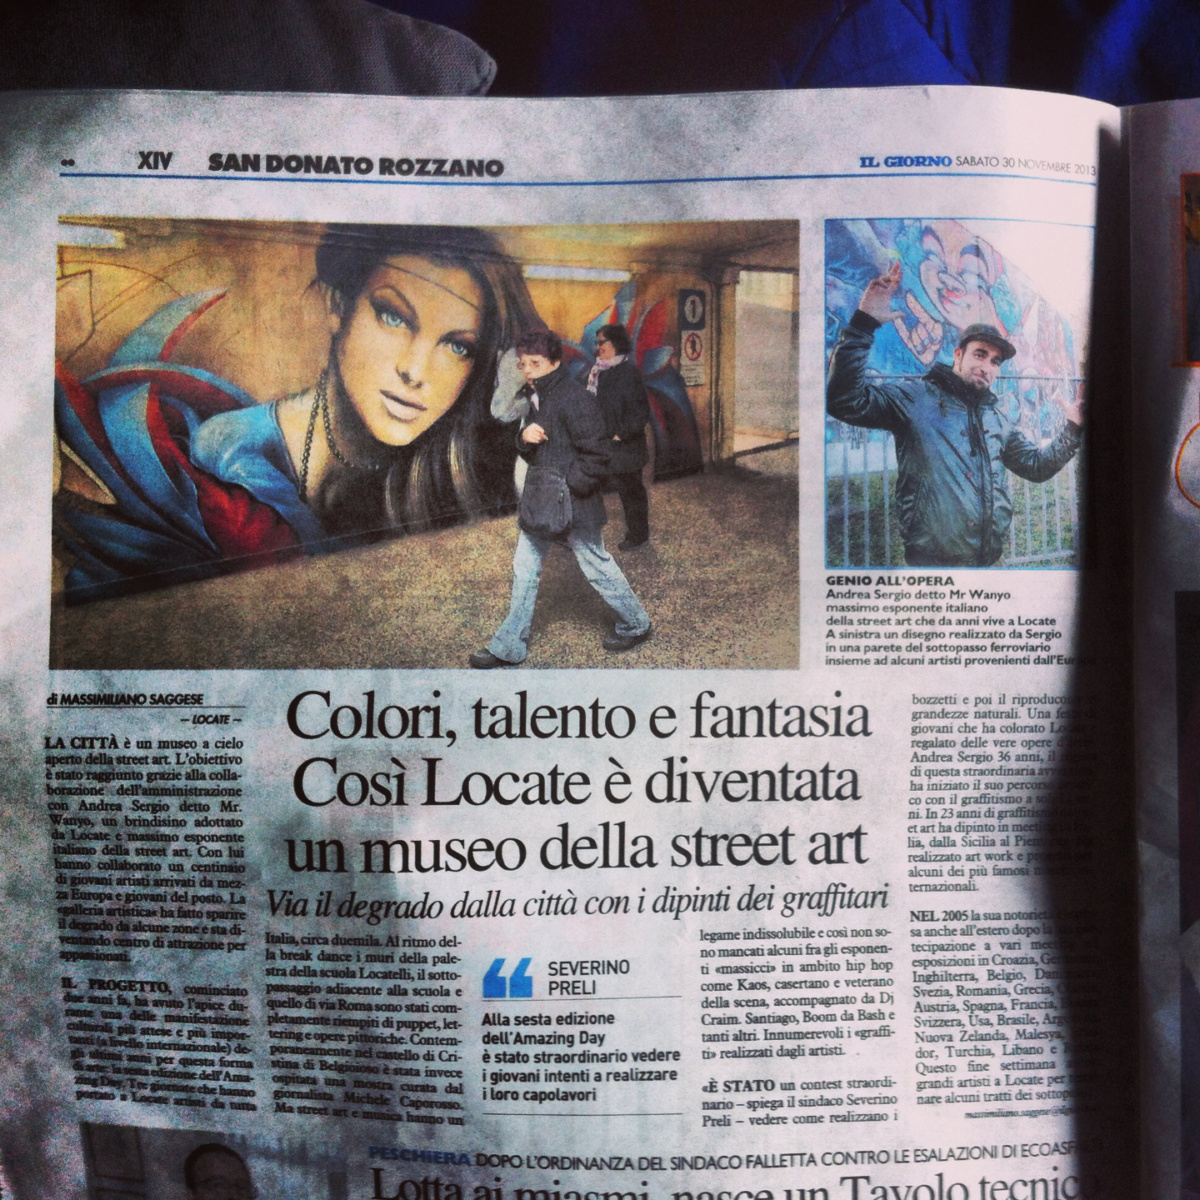 XIV
SAN DONATO ROZZANO
IL GIORNO SABATO 30 NOVEMBRE 2013
GENIO ALL'OPERA
Andrea Sergio detto Mr Wanyo
massimo esponente italiano
della street art che da anni vive a Locate
A sinistra un disegno realizzato da Sergio
in una parete del sottopasso ferroviario
insieme ad alcuni artisti provenienti dall'Eur
Colori, talento e fantasia
Così Locate è diventata
un museo della street art
Via il degrado dalla città con i dipinti dei graffitari
di MASSIMILIANO SAGGESE
– LOCATE –
LA CITTÀ è un museo a cielo
aperto della street art. L'obiettivo
è stato raggiunto grazie alla colla-
borazione dell'amministrazione
con Andrea Sergio detto Mr.
Wanyo, un brindisino adottato
da Locate e massimo esponente
italiano della street art. Con lui
hanno collaborato un centinaio
di giovani artisti arrivati da mez-
za Europa e giovani del posto. La
«galleria artistica» ha fatto sparire
il degrado da alcune zone e sta di-
ventando centro di attrazione per
appassionati.
IL PROGETTO, cominciato
due anni fa, ha avuto l'apice du-
rante una delle manifestazione
culturali più attese e più impor-
tanti (a livello internazionale) de-
gli ultimi anni per questa forma
di arte: la sesta edizione dell'Ama-
zing Day. Tre giornate che hanno
portato a Locate artisti da tutta
Italia, circa duemila. Al ritmo del-
la break dance i muri della pale-
stra della scuola Locatelli, il sotto-
passaggio adiacente alla scuola e
quello di via Roma sono stati com-
pletamente riempiti di puppet, let-
tering e opere pittoriche. Contem-
poraneamente nel castello di Cri-
stina di Belgioioso è stata invece
ospitata una mostra curata dal
giornalista Michele Caporosso.
Ma street art e musica hanno un
SEVERINO
PRELI
Alla sesta edizione
dell'Amazing Day
è stato straordinario vedere
i giovani intenti a realizzare
i loro capolavori
legame indissolubile e così non so-
no mancati alcuni fra gli esponen-
ti «massicci» in ambito hip hop
come Kaos, casertano e veterano
della scena, accompagnato da Dj
Craim. Santiago, Boom da Bash e
tanti altri. Innumerevoli i «graffi-
ti» realizzati dagli artisti.
«È STATO un contest straordi-
nario – spiega il sindaco Severino
Preli – vedere come realizzano i
bozzetti e poi il riproduco
grandezze naturali. Una
giovani che ha colorato
regalato delle vere opere
Andrea Sergio 36 anni, il
di questa straordinaria
ha iniziato il suo
co con il graffitismo a
ni. In 23 anni di
et art ha dipinto in
lia, dalla Sicilia al
realizzato art work e
alcuni dei più famosi
ternazionali.
NEL 2005 la sua
sa anche all'estero dopo la
tecipazione a vari
esposizioni in Croazia,
Inghilterra, Belgio,
Svezia, Romania, Grecia,
Austria, Spagna, Francia,
Svizzera, Usa, Brasile,
Nuova Zelanda, Malesya,
dor, Turchia, Libano e
Questo fine settimana
grandi artisti a Locate per
nare alcuni tratti dei
PESCHIERA DOPO L'ORDINANZA DEL SINDACO FALLETTA CONTRO LE ESALAZIONI DI
Lotta ai miasmi, nasce un Tavolo